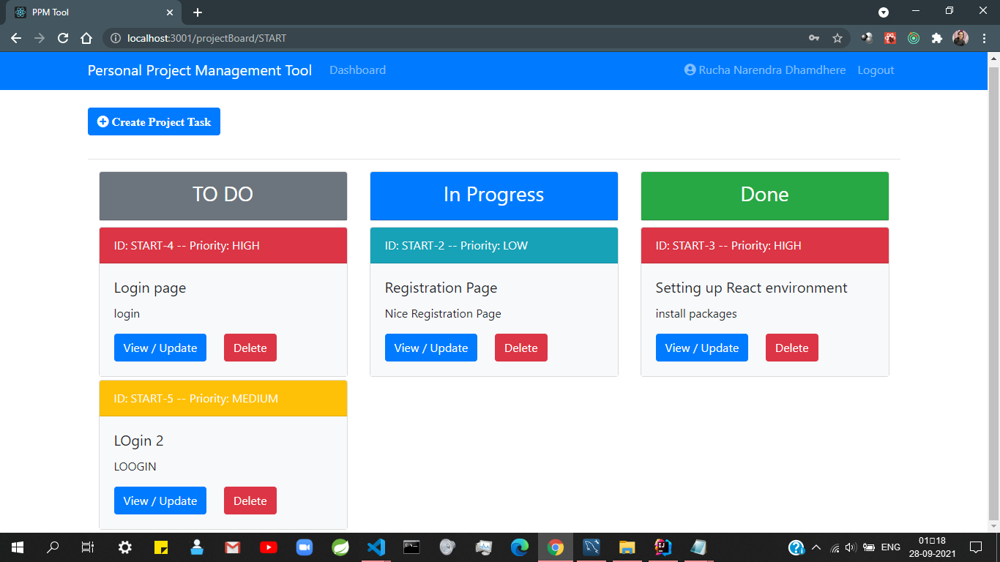 PPM Tool
localhost:3001/projectBoard/START
Personal Project Management Tool
Dashboard
Rucha Narendra Dhamdhere
Logout
Create Project Task
TO DO
ID: START-4 -- Priority: HIGH
Login page
login
View / Update
Delete
ID: START-5 -- Priority: MEDIUM
LOgin 2
LOOGIN
View / Update
Delete
In Progress
ID: START-2 -- Priority: LOW
Registration Page
Nice Registration Page
View / Update
Delete
Done
ID: START-3 -- Priority: HIGH
Setting up React environment
install packages
View / Update
Delete
ENG
01▯18
28-09-2021